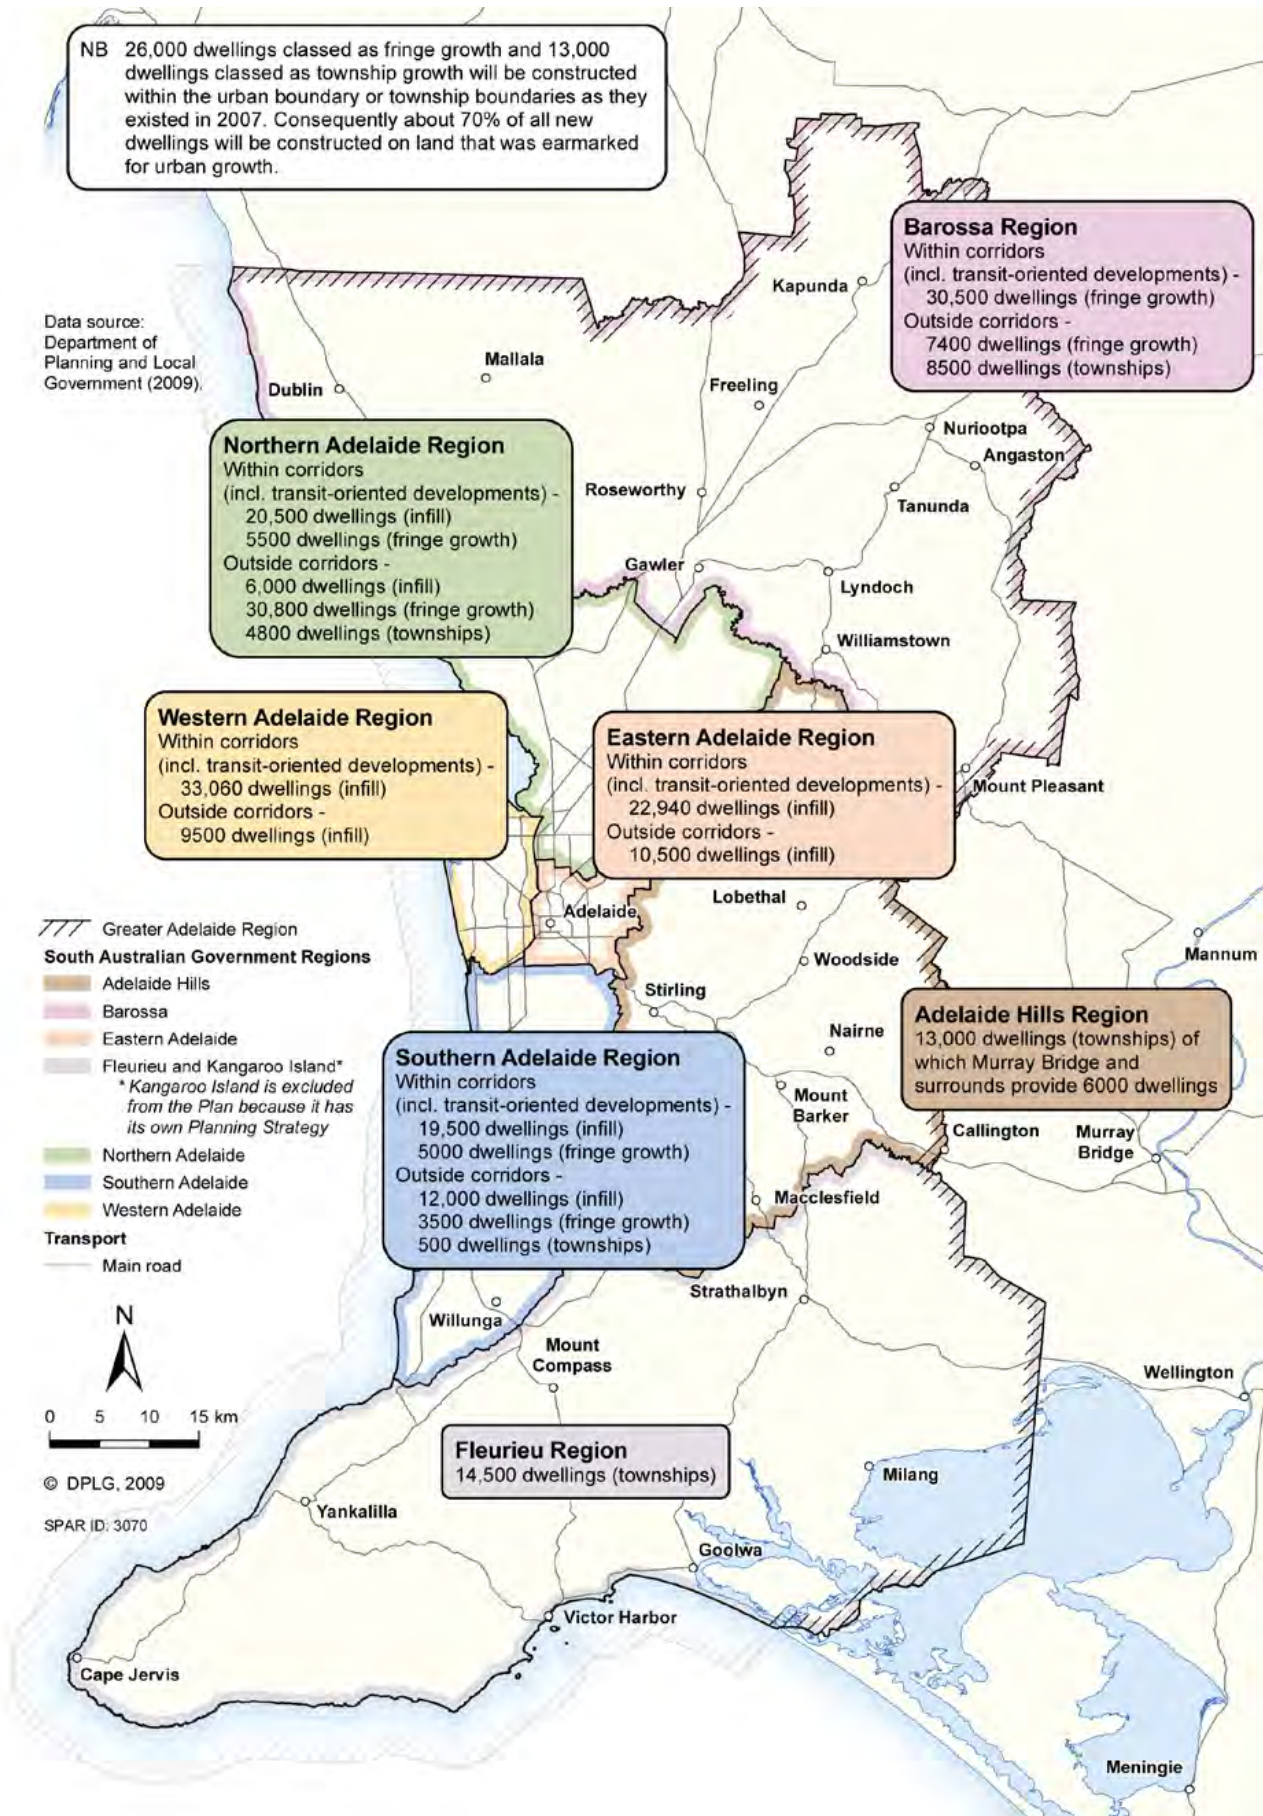 NB 26,000 dwellings classed as fringe growth and 13,000
dwellings classed as township growth will be constructed
within the urban boundary or township boundaries as they
existed in 2007. Consequently about 70% of all new
dwellings will be constructed on land that was earmarked
for urban growth.
Barossa Region
Within corridors
(incl. transit-oriented developments) -
30,500 dwellings (fringe growth)
Outside corridors -
7400 dwellings (fringe growth)
8500 dwellings (townships)
Kapunda
Data source:
Department of
Planning and Local
Government (2009).
Mallala
Dublin
Freeling
Nuriootpa
Angaston
Northern Adelaide Region
Within corridors
(incl. transit-oriented developments) -
20,500 dwellings (infill)
5500 dwellings (fringe growth)
Outside corridors -
6,000 dwellings (infill)
30,800 dwellings (fringe growth)
4800 dwellings (townships)
Roseworthy
Tanunda
Gawler
Lyndoch
Williamstown
Western Adelaide Region
Within corridors
(incl. transit-oriented developments) -
33,060 dwellings (infill)
Outside corridors -
9500 dwellings (infill)
Eastern Adelaide Region
Within corridors
(incl. transit-oriented developments) -
22,940 dwellings (infill)
Outside corridors -
10,500 dwellings (infill)
Mount Pleasant
Lobethal
Adelaide
Woodside
Mannum
Stirling
Nairne
Greater Adelaide Region
South Australian Government Regions
Adelaide Hills
Barossa
Eastern Adelaide
Fleurieu and Kangaroo Island*
* Kangaroo Island is excluded
from the Plan because it has
its own Planning Strategy
Northern Adelaide
Southern Adelaide
Western Adelaide
Transport
Main road
Adelaide Hills Region
13,000 dwellings (townships) of
which Murray Bridge and
surrounds provide 6000 dwellings
Southern Adelaide Region
Within corridors
(incl. transit-oriented developments) -
19,500 dwellings (infill)
5000 dwellings (fringe growth)
Outside corridors -
12,000 dwellings (infill)
3500 dwellings (fringe growth)
500 dwellings (townships)
Mount
Barker
Callington
Murray
Bridge
Macclesfield
Strathalbyn
Willunga
Mount
Compass
Wellington
N
0 5 10 15 km
Fleurieu Region
14,500 dwellings (townships)
© DPLG, 2009
SPAR ID: 3070
Milang
Yankalilla
Goolwa
Victor Harbor
Cape Jervis
Meningie